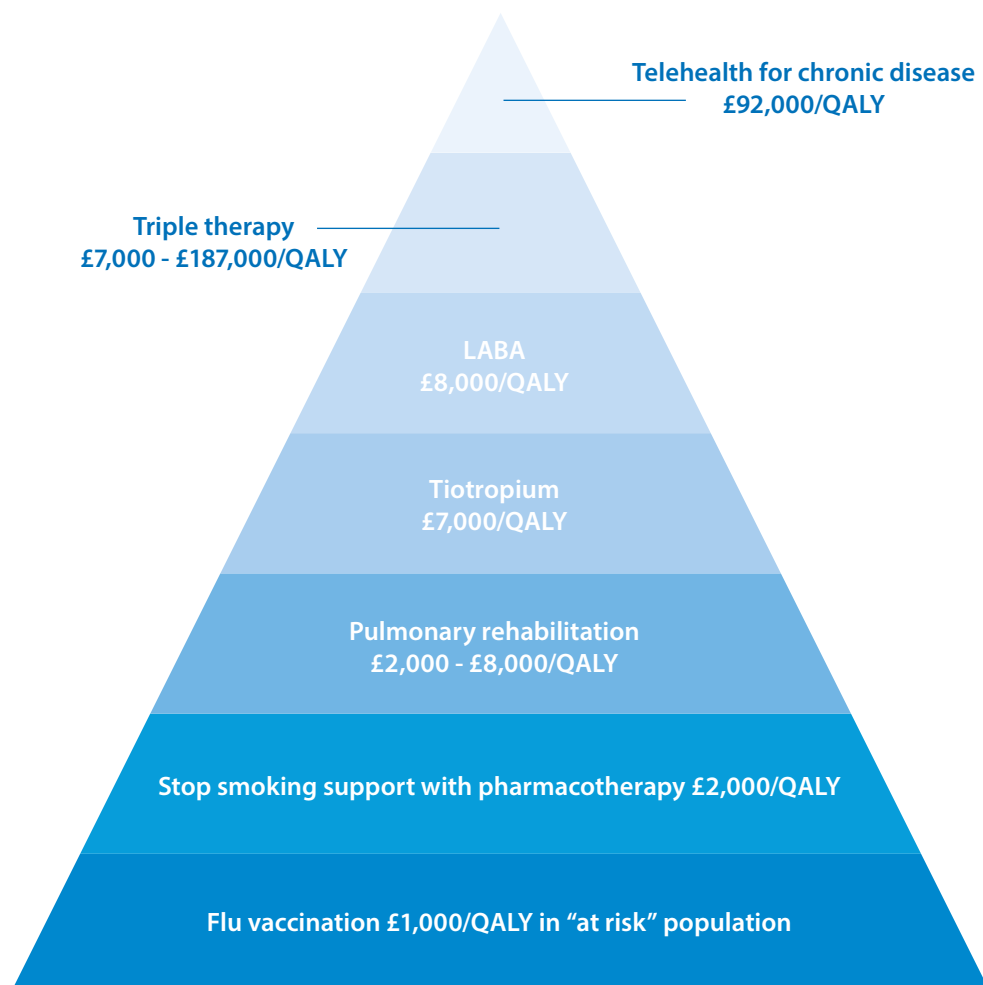 Telehealth for chronic disease
£92,000/QALY
Triple therapy
£7,000 - £187,000/QALY
LABA
£8,000/QALY
Tiotropium
£7,000/QALY
Pulmonary rehabilitation
£2,000 - £8,000/QALY
Stop smoking support with pharmacotherapy £2,000/QALY
Flu vaccination £1,000/QALY in “at risk” population